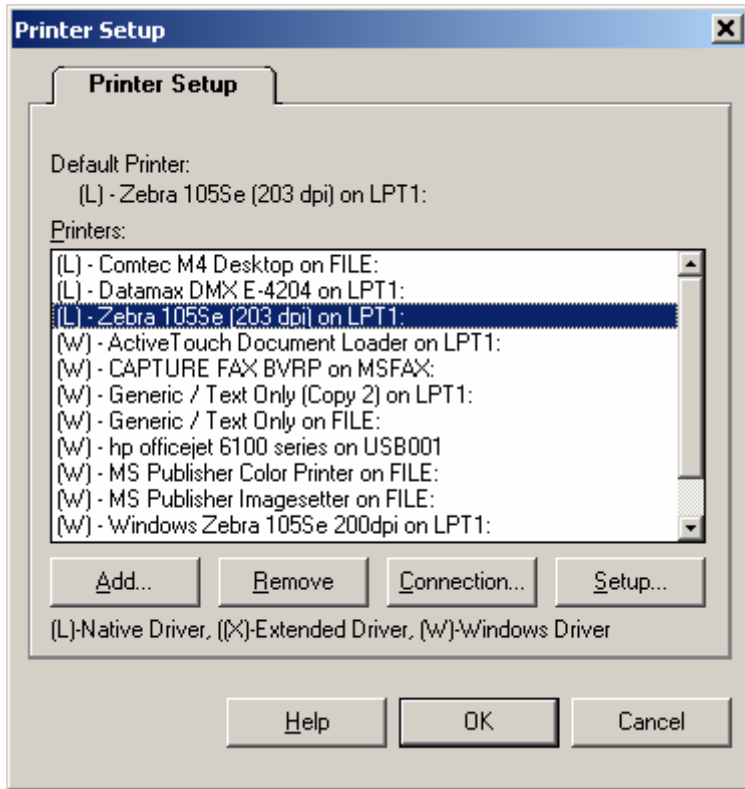 Printer Setup
Printer Setup
Default Printer:
(L) - Zebra 105Se (203 dpi) on LPT1:
Printers:
(L) - Comtec M4 Desktop on FILE:
(L) - Datamax DMX E-4204 on LPT1:
(L) - Zebra 105Se (203 dpi) on LPT1:
(W) - ActiveTouch Document Loader on LPT1:
(W) - CAPTURE FAX BVRP on MSFAX:
(W) - Generic / Text Only (Copy 2) on LPT1:
(W) - Generic / Text Only on FILE:
(W) - hp officejet 6100 series on USB001
(W) - MS Publisher Color Printer on FILE:
(W) - MS Publisher Imagesetter on FILE:
(W) - Windows Zebra 105Se 200dpi on LPT1:
Add... Remove Connection... Setup...
(L)-Native Driver, ((X)-Extended Driver, (W)-Windows Driver
Help OK Cancel